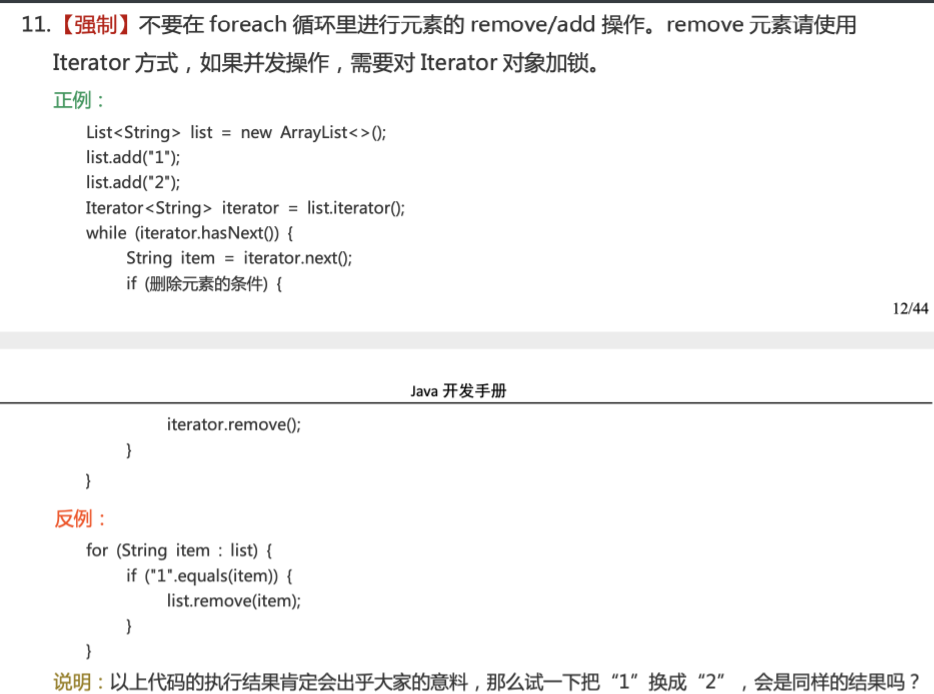 11.【强制】不要在 foreach 循环里进行元素的 remove/add 操作。remove 元素请使用
Iterator 方式，如果并发操作，需要对 Iterator 对象加锁。
正例：
List<String> list = new ArrayList<>();
list.add("1");
list.add("2");
Iterator<String> iterator = list.iterator();
while (iterator.hasNext()) {
String item = iterator.next();
if (删除元素的条件) {
12/44
Java 开发手册
iterator.remove();
}
}
反例：
for (String item : list) {
if ("1".equals(item)) {
list.remove(item);
}
}
说明：以上代码的执行结果肯定会出乎大家的意料，那么试一下把“1”换成“2”，会是同样的结果吗？